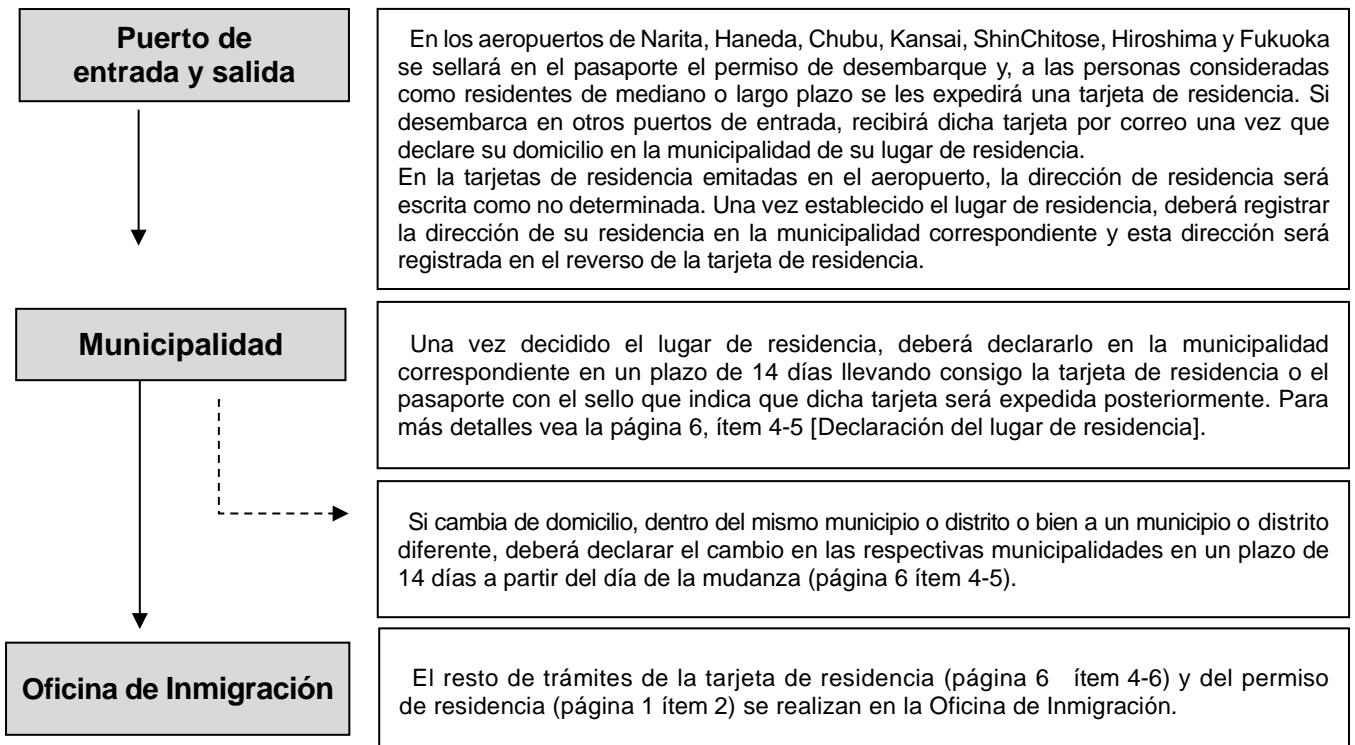 Puerto de
entrada y salida
En los aeropuertos de Narita, Haneda, Chubu, Kansai, ShinChitose, Hiroshima y Fukuoka
se sellará en el pasaporte el permiso de desembarque y, a las personas consideradas
como residentes de mediano o largo plazo se les expedirá una tarjeta de residencia. Si
desembarca en otros puertos de entrada, recibirá dicha tarjeta por correo una vez que
declare su domicilio en la municipalidad de su lugar de residencia.
En la tarjetas de residencia emitadas en el aeropuerto, la dirección de residencia será
escrita como no determinada. Una vez establecido el lugar de residencia, deberá registrar
la dirección de su residencia en la municipalidad correspondiente y esta dirección será
registrada en el reverso de la tarjeta de residencia.
Municipalidad
Una vez decidido el lugar de residencia, deberá declararlo en la municipalidad
correspondiente en un plazo de 14 días llevando consigo la tarjeta de residencia o el
pasaporte con el sello que indica que dicha tarjeta será expedida posteriormente. Para
más detalles vea la página 6, ítem 4-5 [Declaración del lugar de residencia].
Si cambia de domicilio, dentro del mismo municipio o distrito o bien a un municipio o distrito
diferente, deberá declarar el cambio en las respectivas municipalidades en un plazo de
14 días a partir del día de la mudanza (página 6 ítem 4-5).
Oficina de Inmigración
El resto de trámites de la tarjeta de residencia (página 6 ítem 4-6) y del permiso
de residencia (página 1 ítem 2) se realizan en la Oficina de Inmigración.